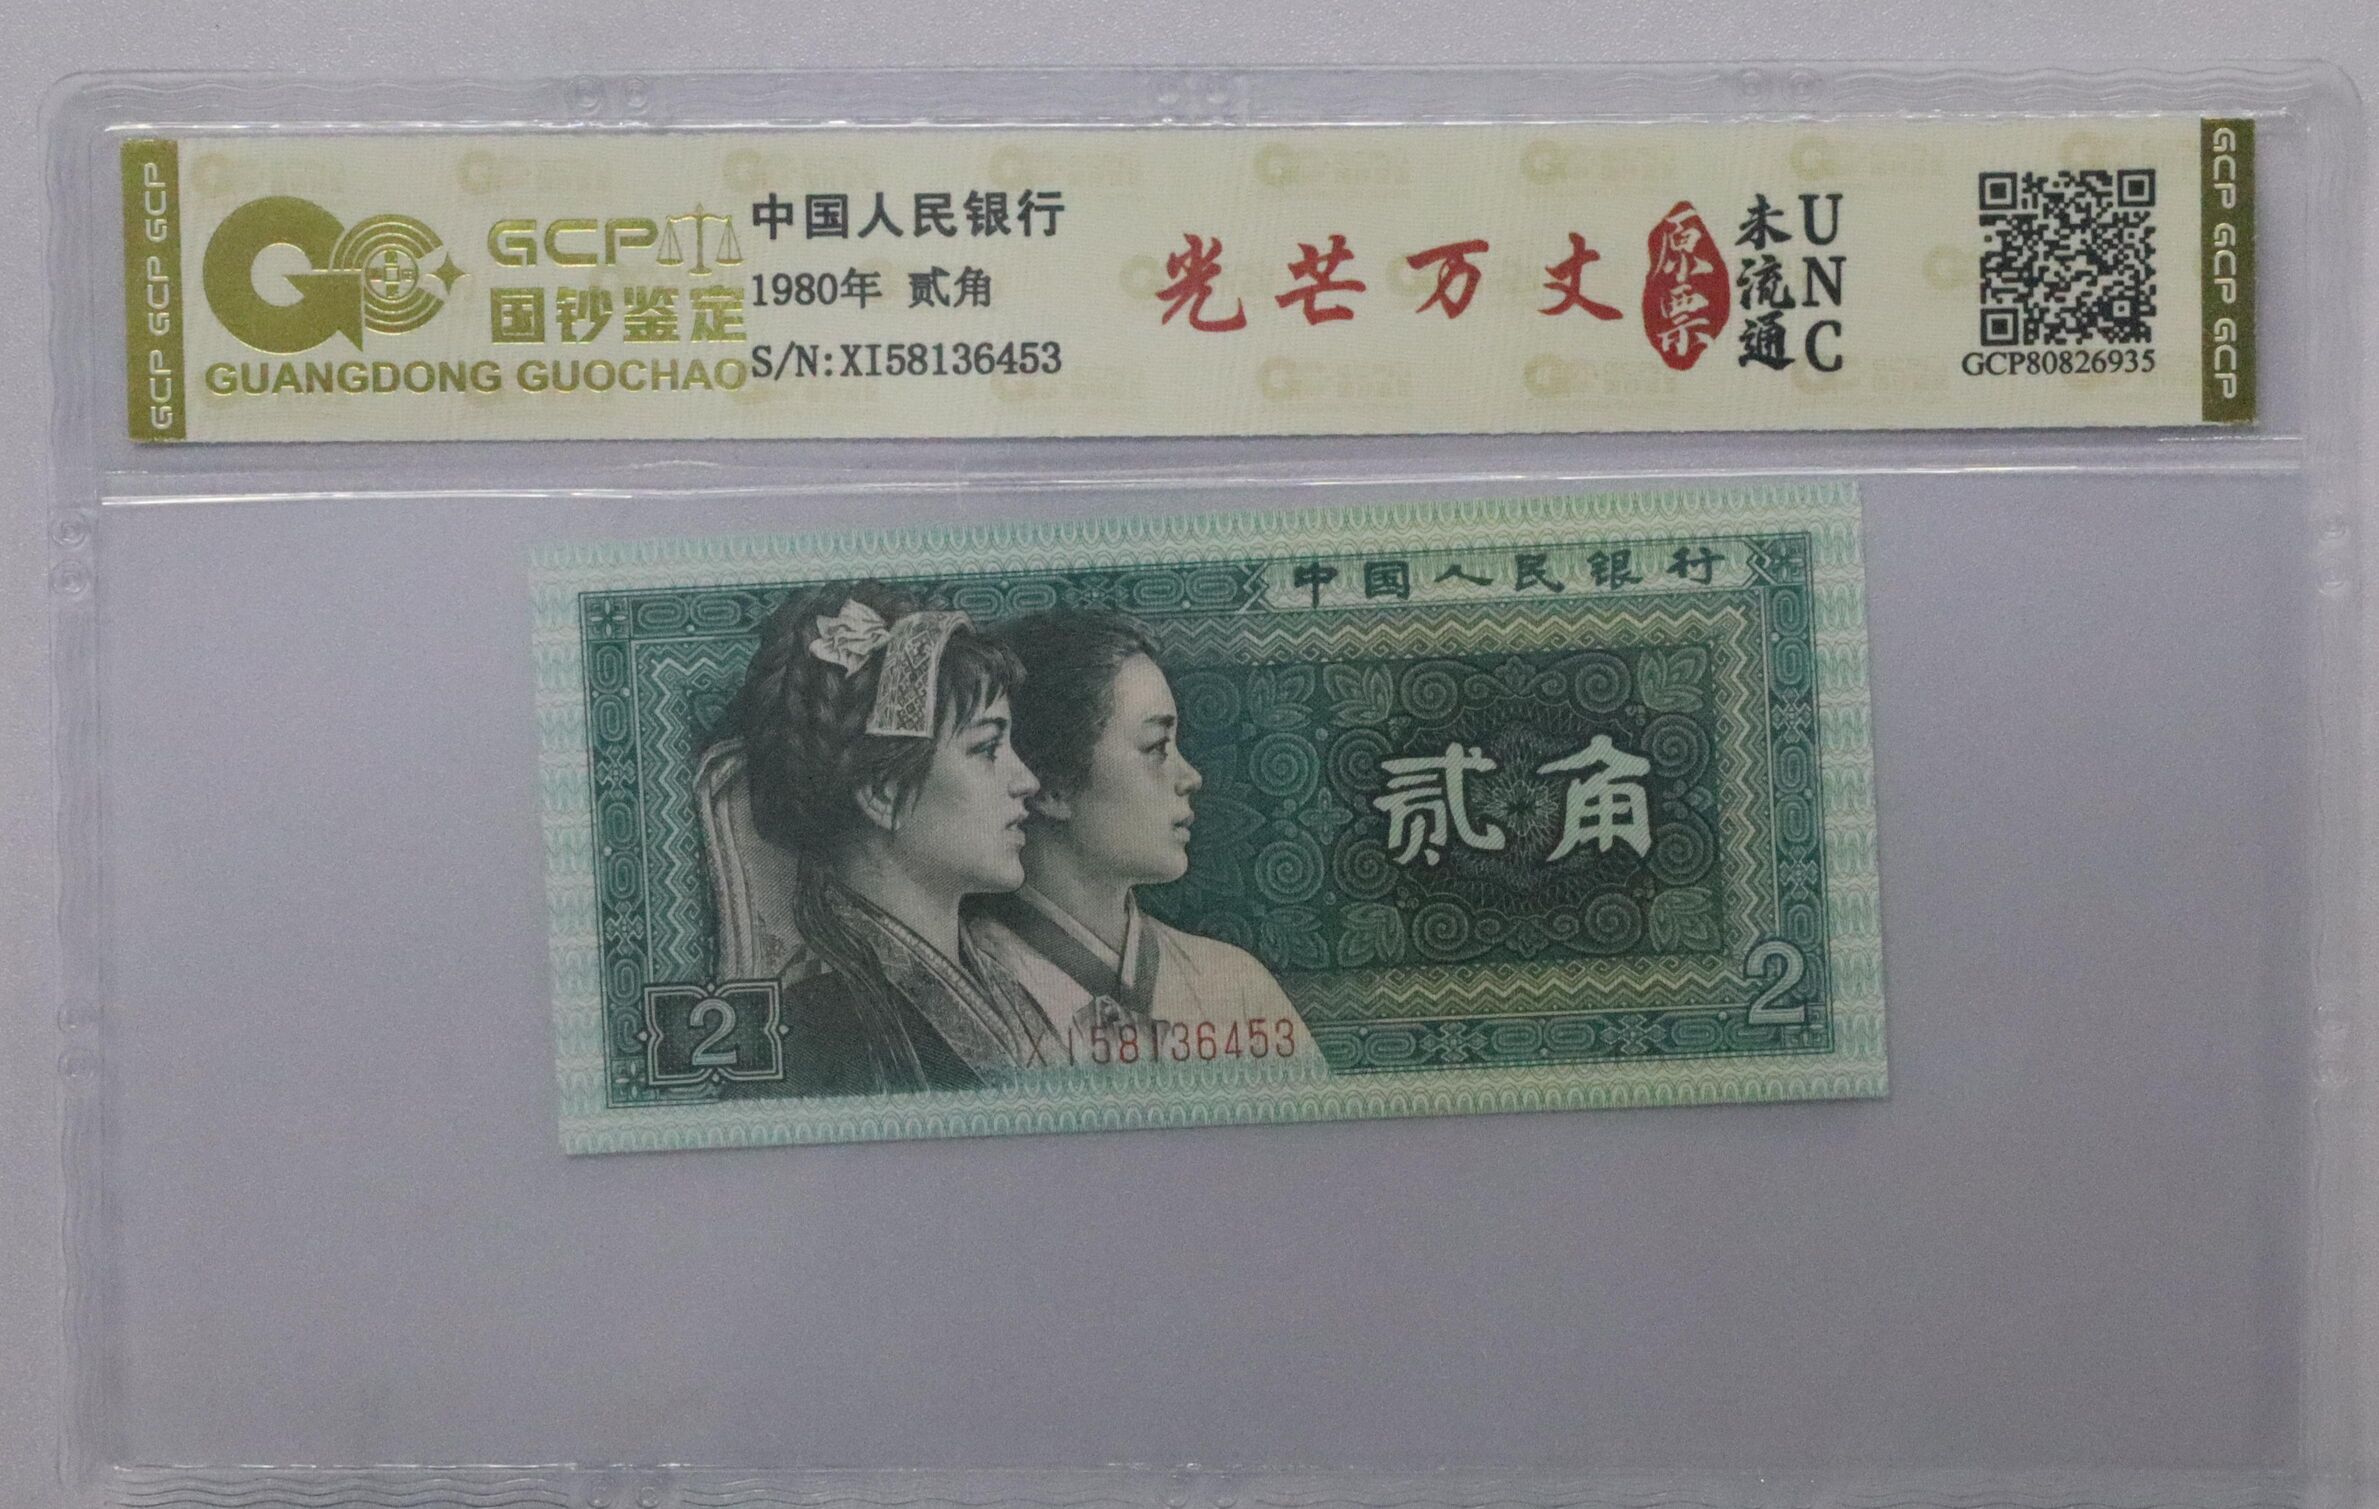 GCP GCP GCP
GCP
国钞鉴定
GUANGDONG GUOCHAO
中国人民银行
1980年 贰角
S/N:XI58136453
光芒万丈
原票
未流通
UNC
GCP80826935
GCP GCP GCP
中国人民银行
贰角
2
2
XI58136453